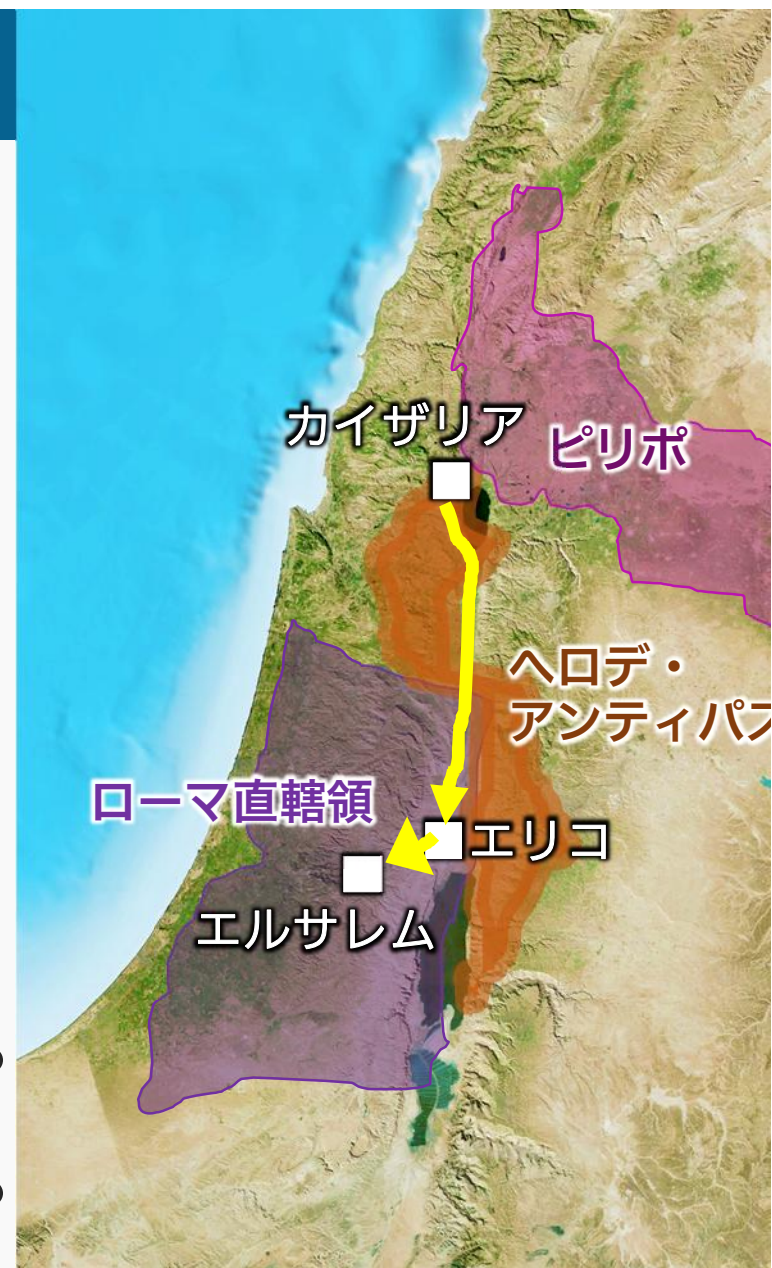 カイザリア
ピリポ
ヘロデ・
アンティパス
ローマ直轄領
エリコ
エルサレム